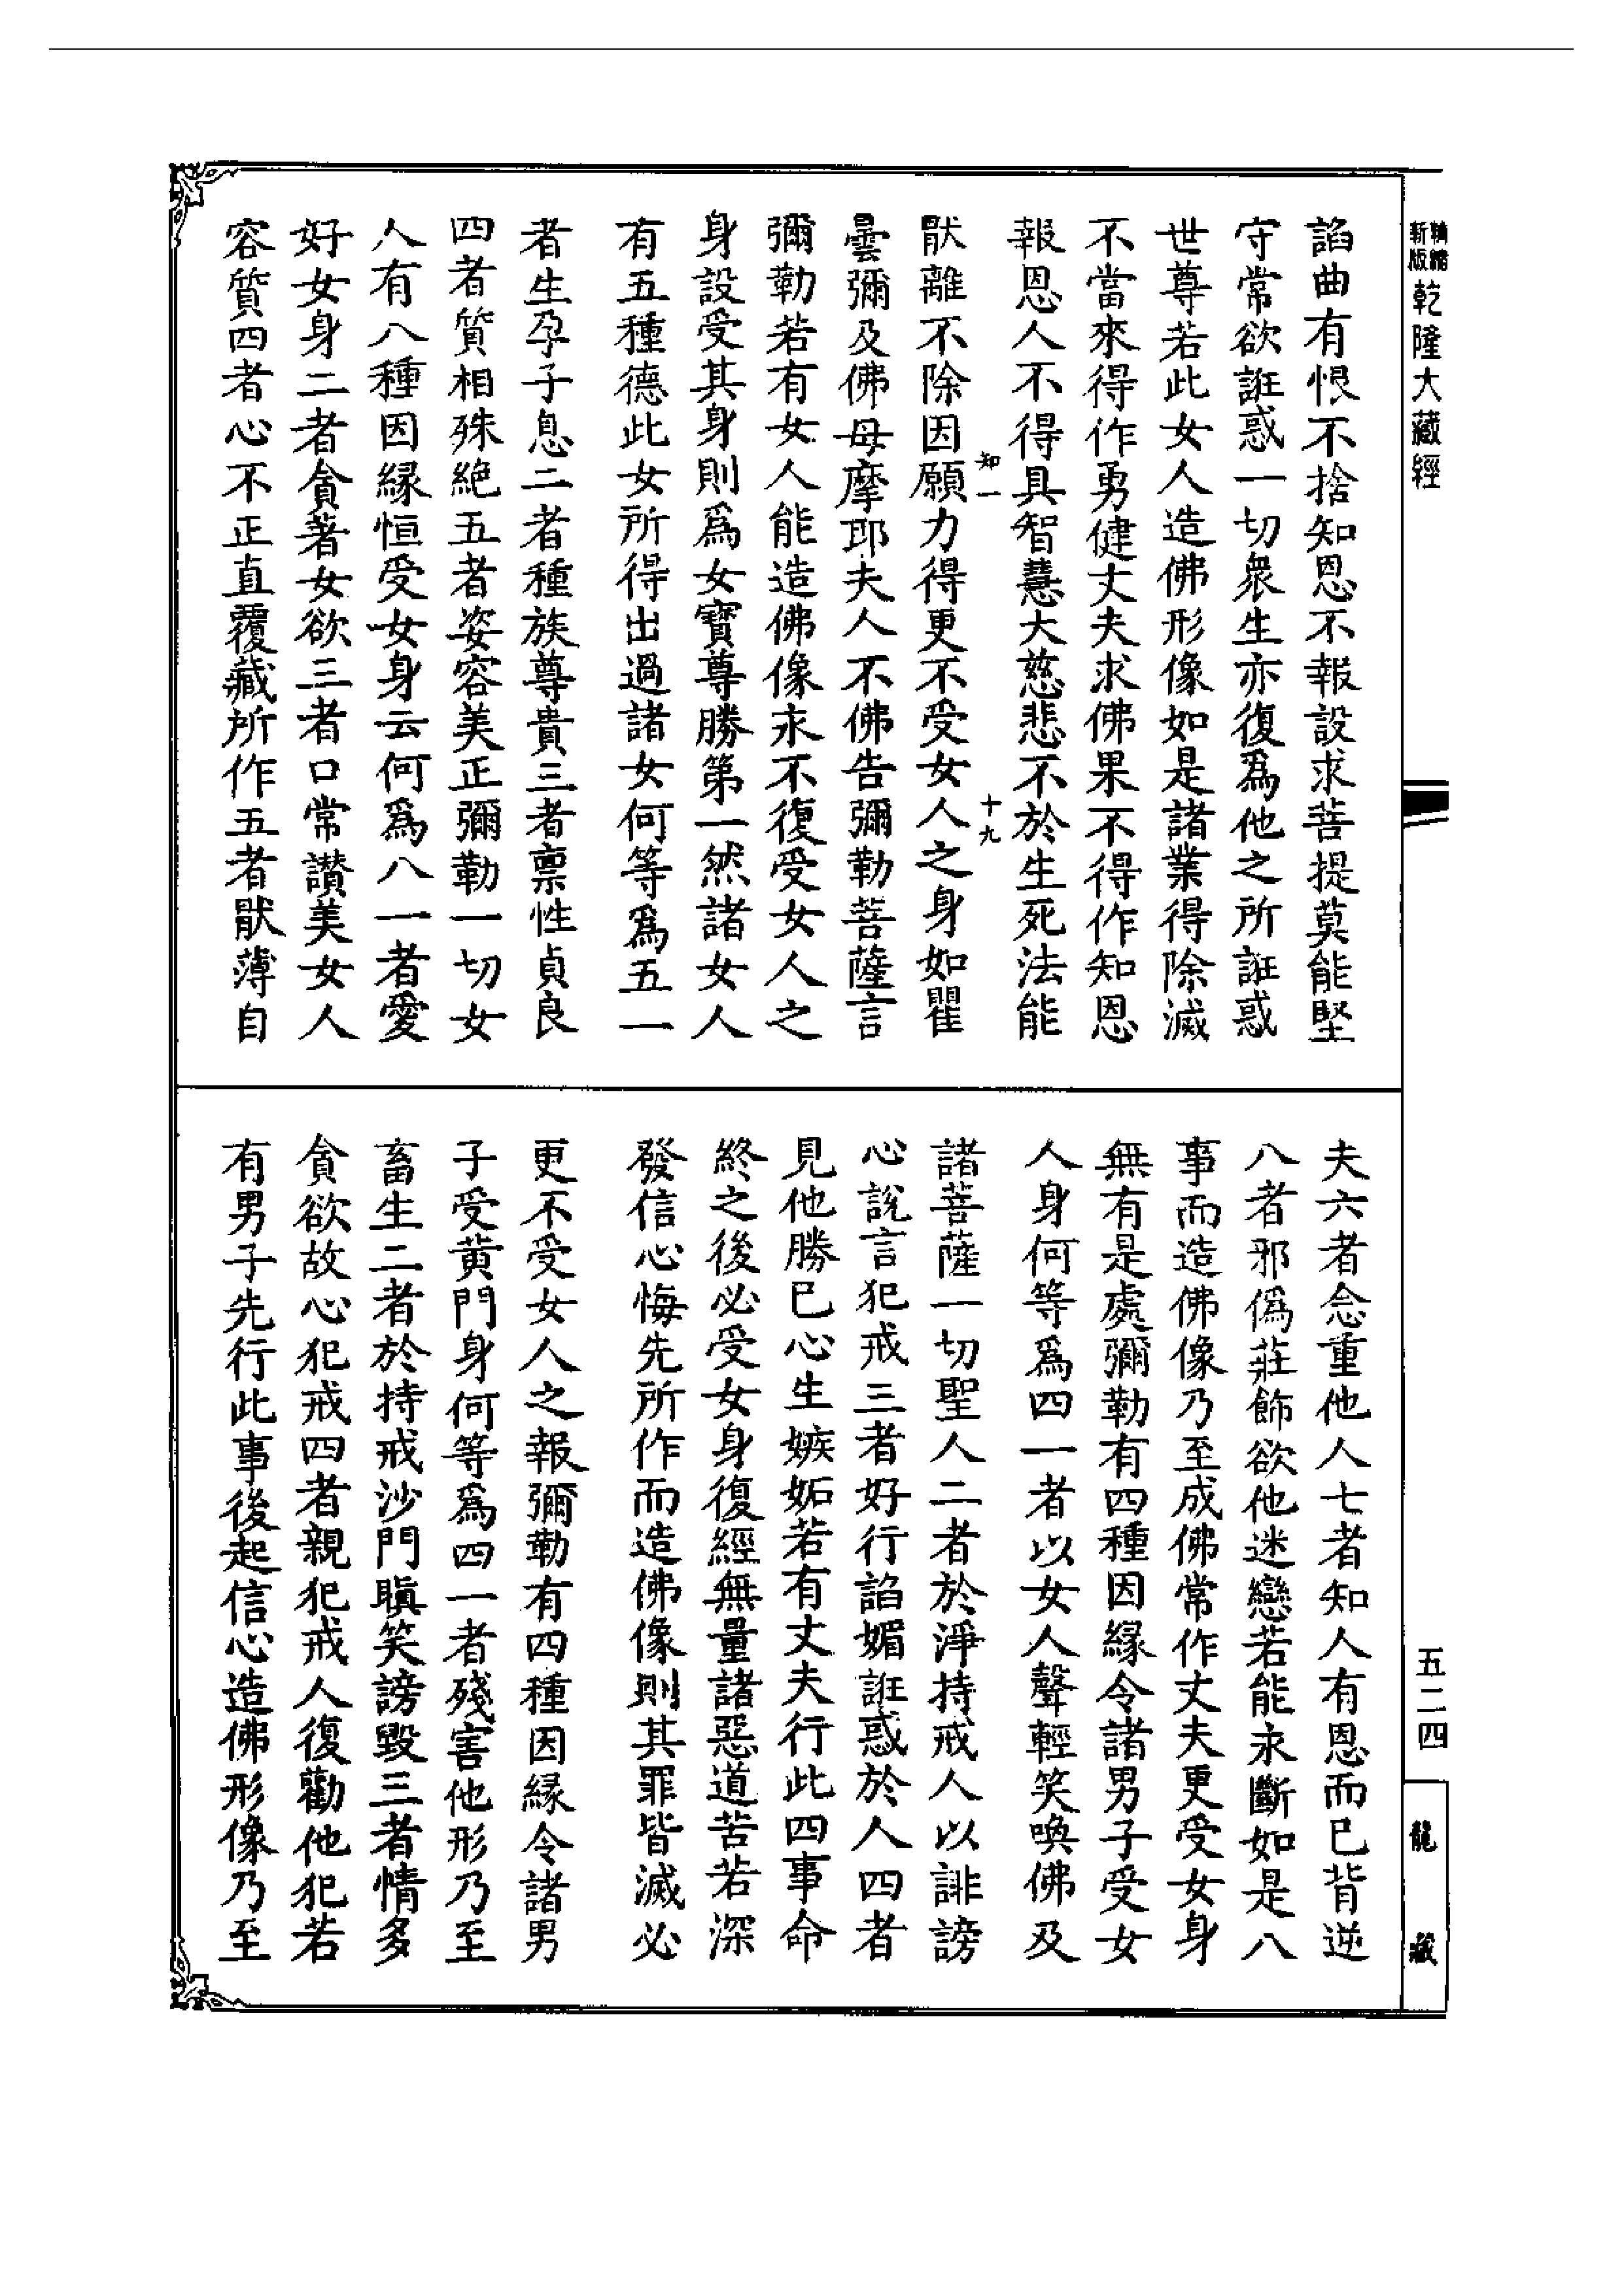 新版
乾隆大藏經
諂曲有恨不捨知恩不報設求菩提莫能堅
守常欲誑惑一切衆生亦復爲他之所誑惑
世尊若此女人造佛形像如是諸業得除滅
不當來得作勇健丈夫求佛果不得作知恩
報恩人不得具智慧大慈悲不於生死法能
知一
十九
猒離不除因願力得更不受女人之身如瞿
曇彌及佛母摩耶夫人不佛告彌勒菩薩言
彌勒若有女人能造佛像永不復受女人之
身設受其身則爲女寶尊勝第一然諸女人
有五種德此女所得出過諸女何等爲五一
者生孕子息二者種族尊貴三者禀性貞良
四者質相殊絶五者姿容美正彌勒一切女
人有八種因緣恒受女身云何爲八一者愛
好女身二者貪著女欲三者口常讚美女人
容質四者心不正直覆藏所作五者猒薄自
夫六者念重他人七者知人有恩而已背逆
八者邪僞莊飾欲他迷戀若能永斷如是八
事而造佛像乃至成佛常作丈夫更受女身
無有是處彌勒有四種因緣令諸男子受女
人身何等爲四一者以女人聲輕笑喚佛及
諸菩薩一切聖人二者於淨持戒人以誹謗
心說言犯戒三者好行諂媚誑惑於人四者
見他勝已心生嫉妬若有丈夫行此四事命
終之後必受女身復經無量諸惡道苦若深
發信心悔先所作而造佛像則其罪皆滅必
更不受女人之報彌勒有四種因緣令諸男
子受黃門身何等爲四一者殘害他形乃至
畜生二者於持戒沙門瞋笑謗毀三者情多
貪欲故心犯戒四者親犯戒人復勸他犯若
有男子先行此事後起信心造佛形像乃至
五二四
龍藏